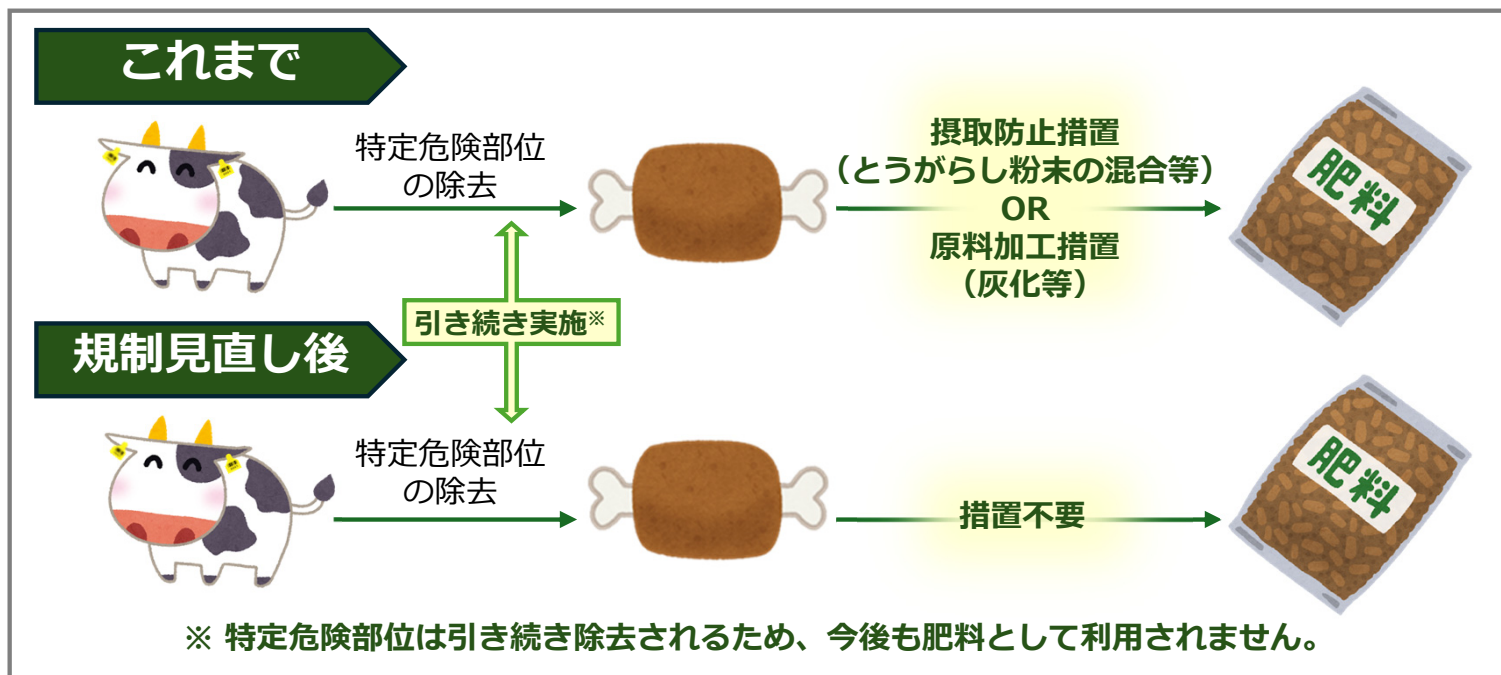 これまで
特定危険部位
の除去
摂取防止措置
（とうがらし粉末の混合等）
OR
原料加工措置
（灰化等）
肥料
引き続き実施※
規制見直し後
特定危険部位
の除去
措置不要
肥料
※ 特定危険部位は引き続き除去されるため、今後も肥料として利用されません。